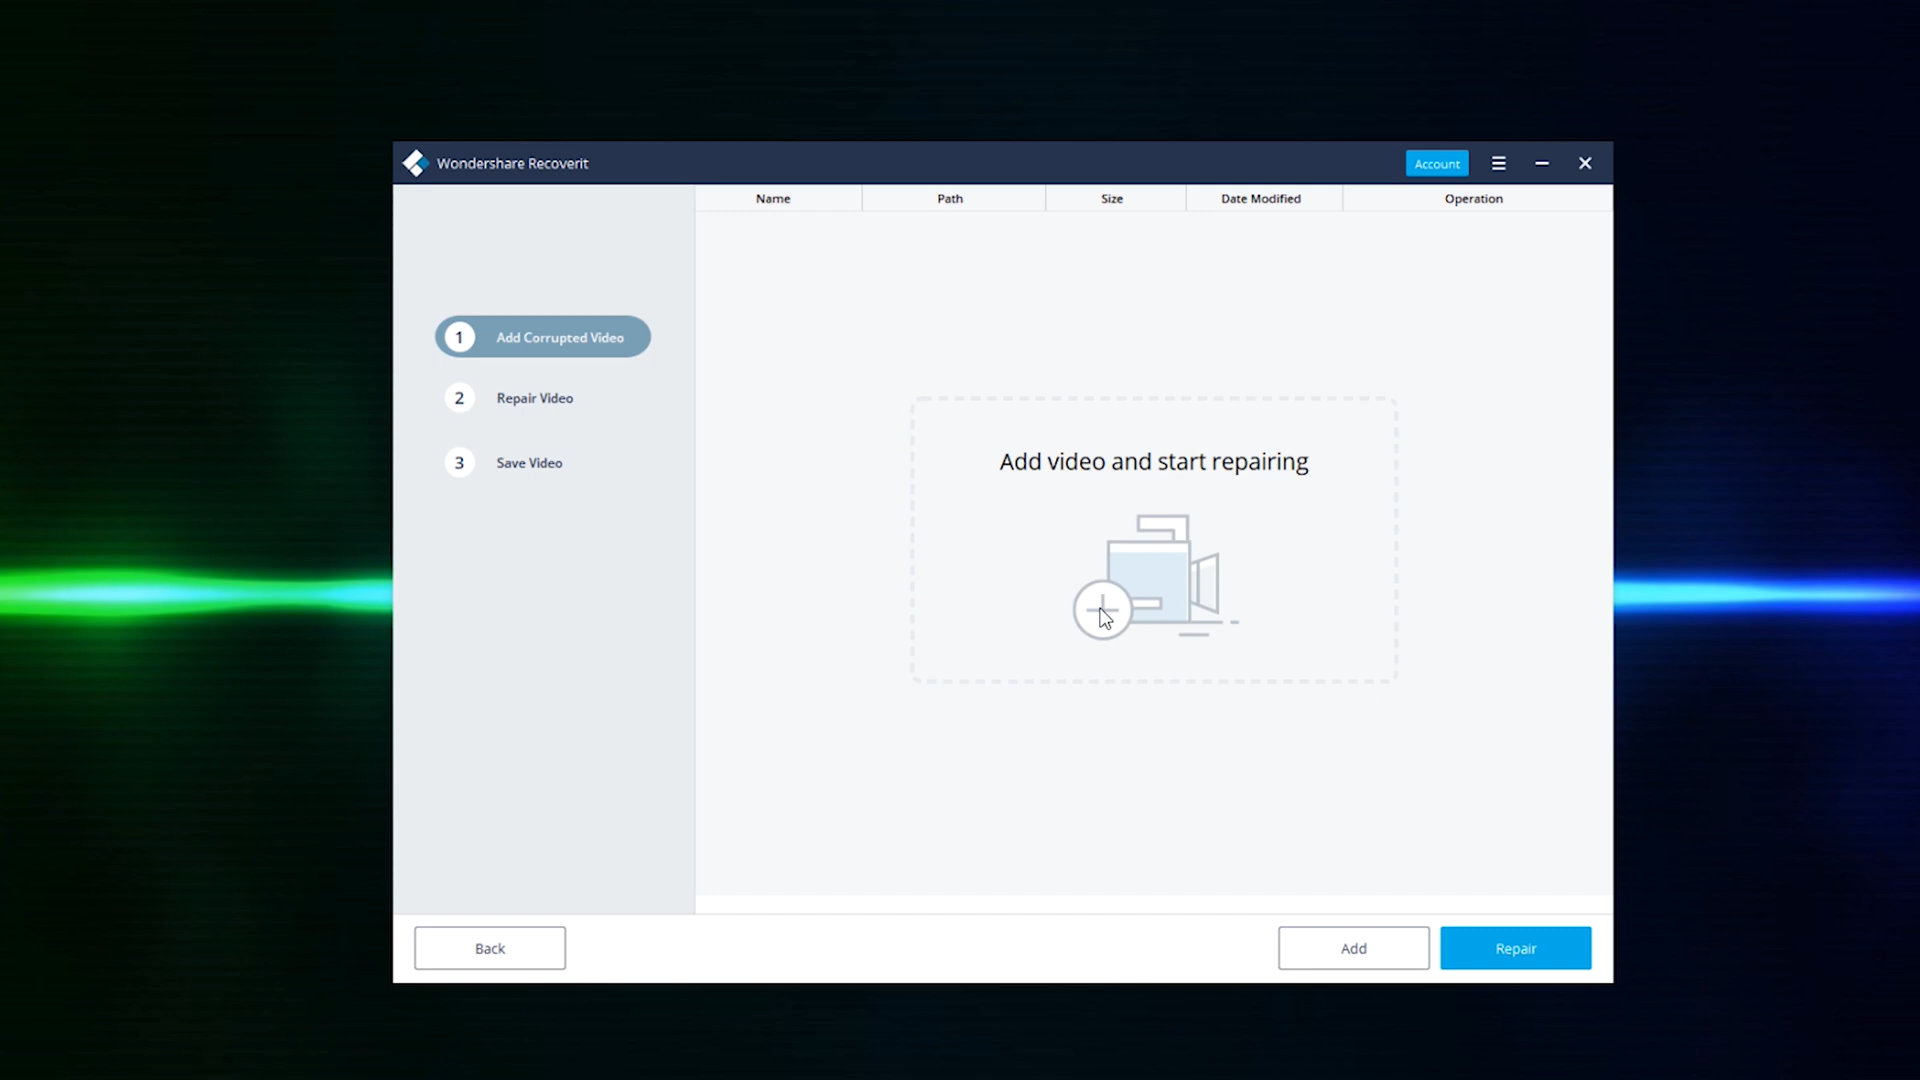 Wondershare Recoverit
Account
Name Path Size Date Modified Operation
1 Add Corrupted Video
2 Repair Video
3 Save Video
Add video and start repairing
Back Add Repair